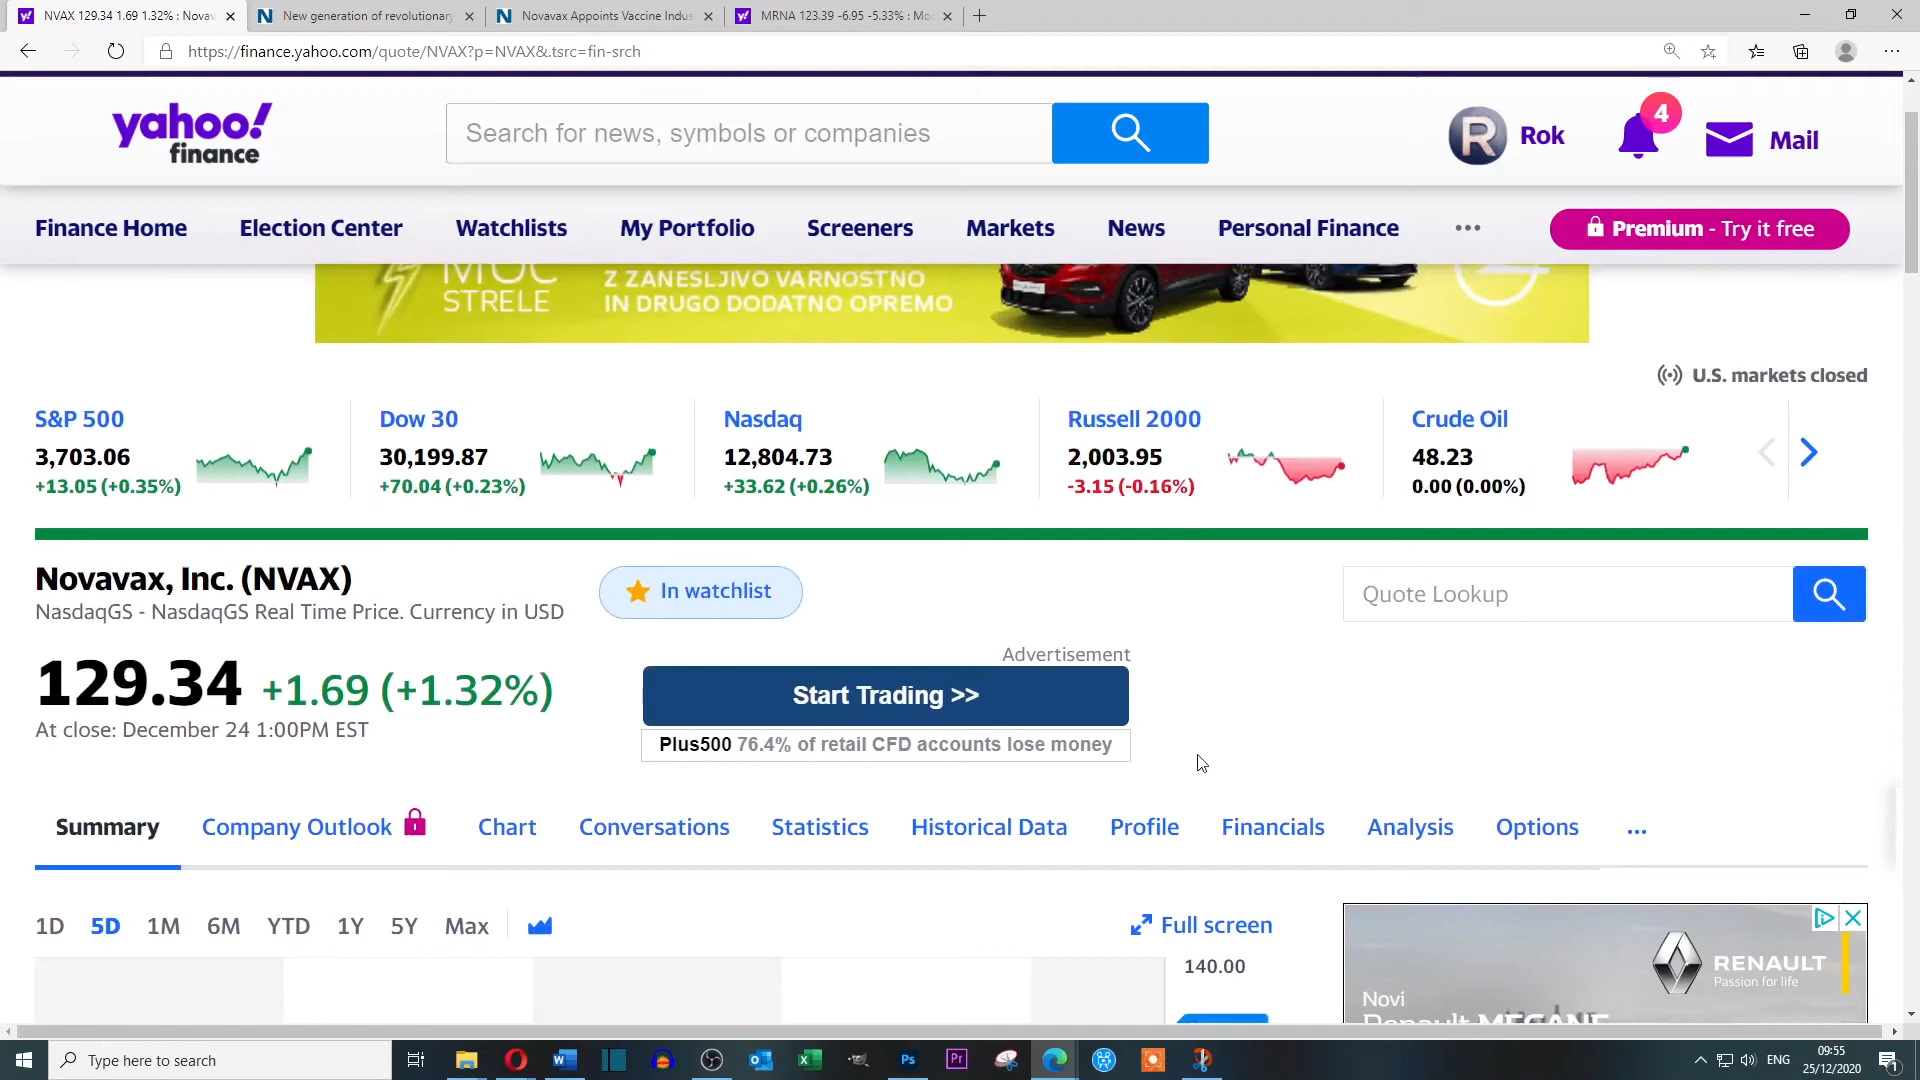 NVAX 129.34 1.69 1.32% : Novav
New generation of revolutionary
Novavax Appoints Vaccine Indus
MRNA 123.39 -6.95 -5.33% : Mo
https://finance.yahoo.com/quote/NVAX?p=NVAX&.tsrc=fin-srch
yahoo!
finance
Search for news, symbols or companies
R
Rok
4
Mail
Finance Home
Election Center
Watchlists
My Portfolio
Screeners
Markets
News
Personal Finance
Premium - Try it free
MOČ
STRELE
Z ZANESLJIVO VARNOSTNO
IN DRUGO DODATNO OPREMO
U.S. markets closed
S&P 500
3,703.06
+13.05 (+0.35%)
Dow 30
30,199.87
+70.04 (+0.23%)
Nasdaq
12,804.73
+33.62 (+0.26%)
Russell 2000
2,003.95
-3.15 (-0.16%)
Crude Oil
48.23
0.00 (0.00%)
Novavax, Inc. (NVAX)
NasdaqGS - NasdaqGS Real Time Price. Currency in USD
In watchlist
Quote Lookup
129.34 +1.69 (+1.32%)
At close: December 24 1:00PM EST
Advertisement
Start Trading >>
Plus500 76.4% of retail CFD accounts lose money
Summary
Company Outlook
Chart
Conversations
Statistics
Historical Data
Profile
Financials
Analysis
Options
1D 5D 1M 6M YTD 1Y 5Y Max
Full screen
140.00
RENAULT
Passion for life
Novi
Renault MEGANE
Type here to search
Ps
Pr
ENG
09:55
25/12/2020
1